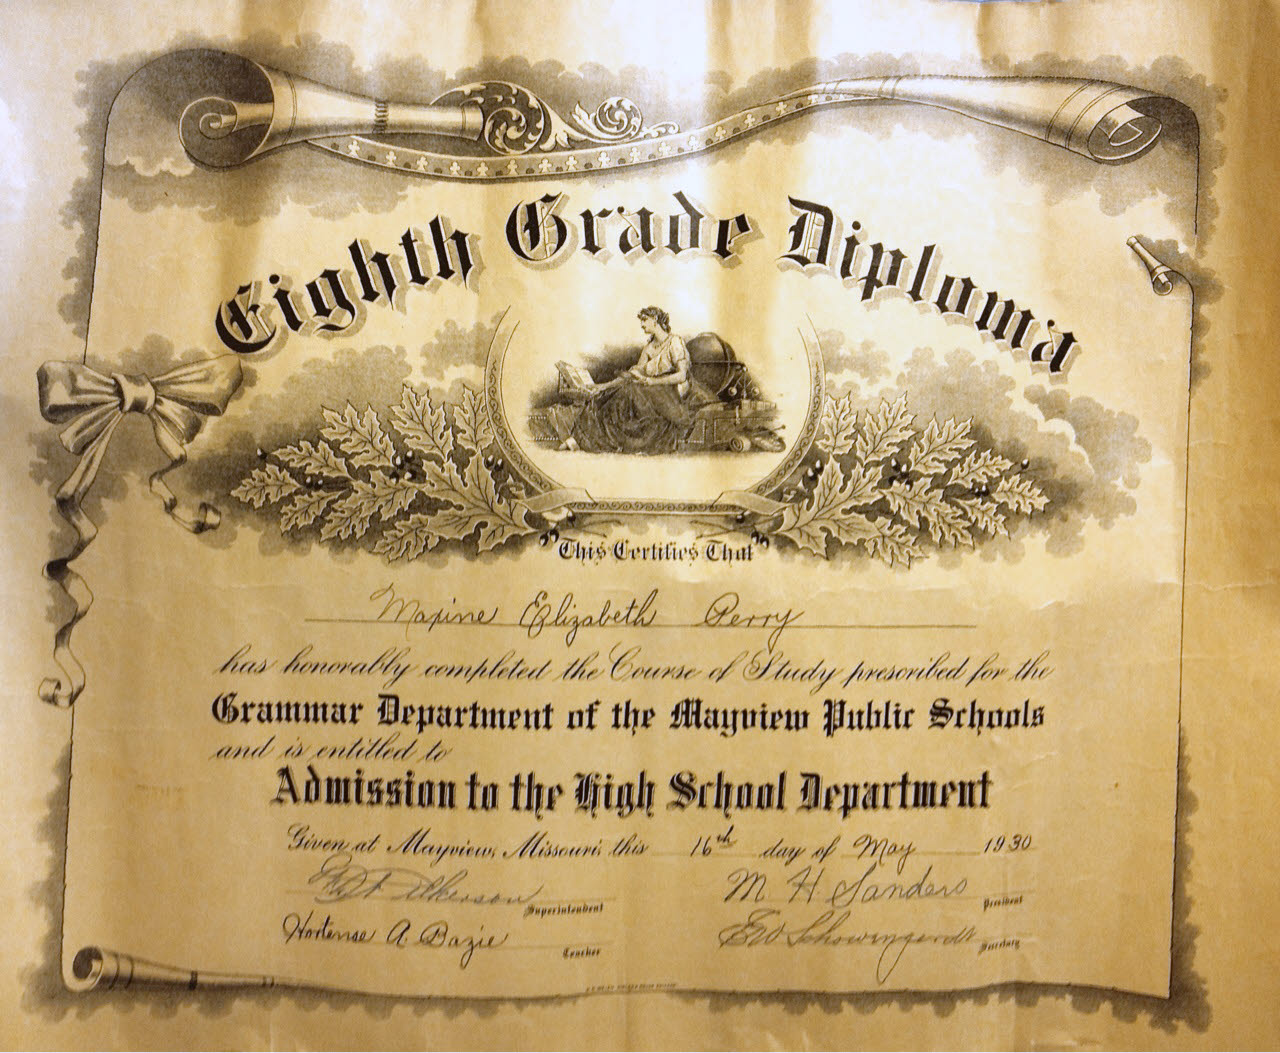 Eighth Grade Diploma
This Certifies That
Maxine Elizabeth Perry
has honorably completed the Course of Study prescribed for the
Grammar Department of the Mayview Public Schools
and is entitled to
Admission to the High School Department
Given at Mayview, Missouri, this 16th day of May 1930
M H Sanders
Superintendent President
Hortense A. Bazie Ed Schowengerdt
Teacher Secretary